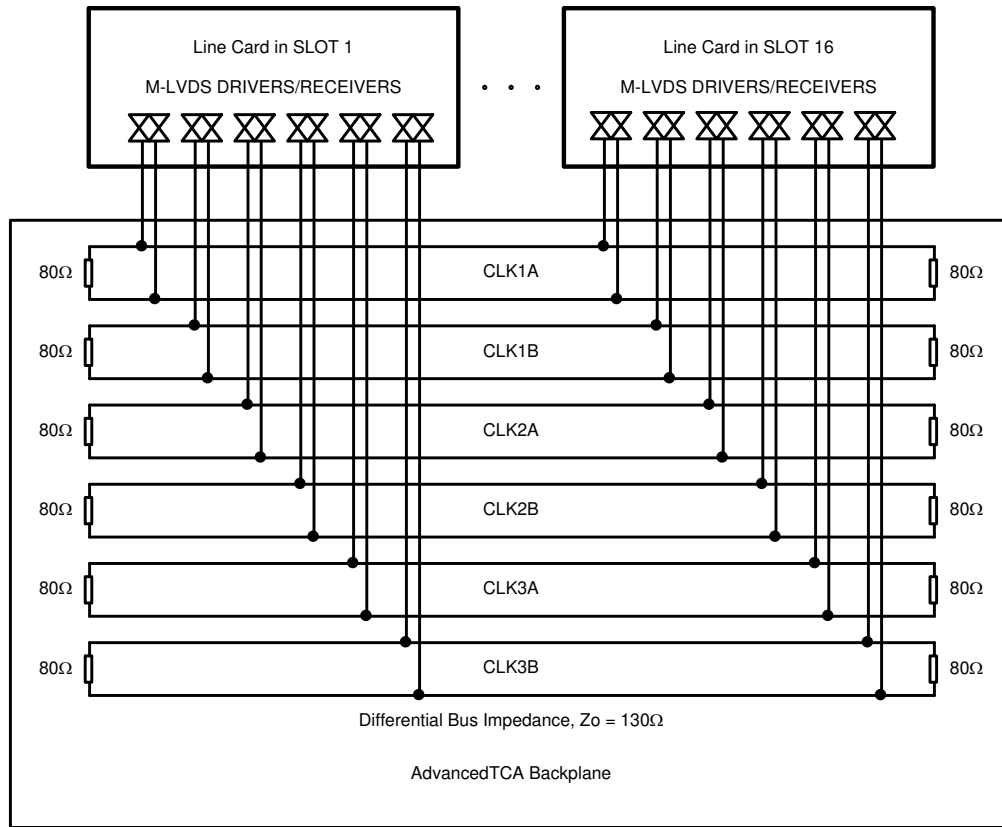 Line Card in SLOT 1
M-LVDS DRIVERS/RECEIVERS
Line Card in SLOT 16
M-LVDS DRIVERS/RECEIVERS
80Ω CLK1A 80Ω
80Ω CLK1B 80Ω
80Ω CLK2A 80Ω
80Ω CLK2B 80Ω
80Ω CLK3A 80Ω
80Ω CLK3B 80Ω
Differential Bus Impedance, Zo = 130Ω
AdvancedTCA Backplane